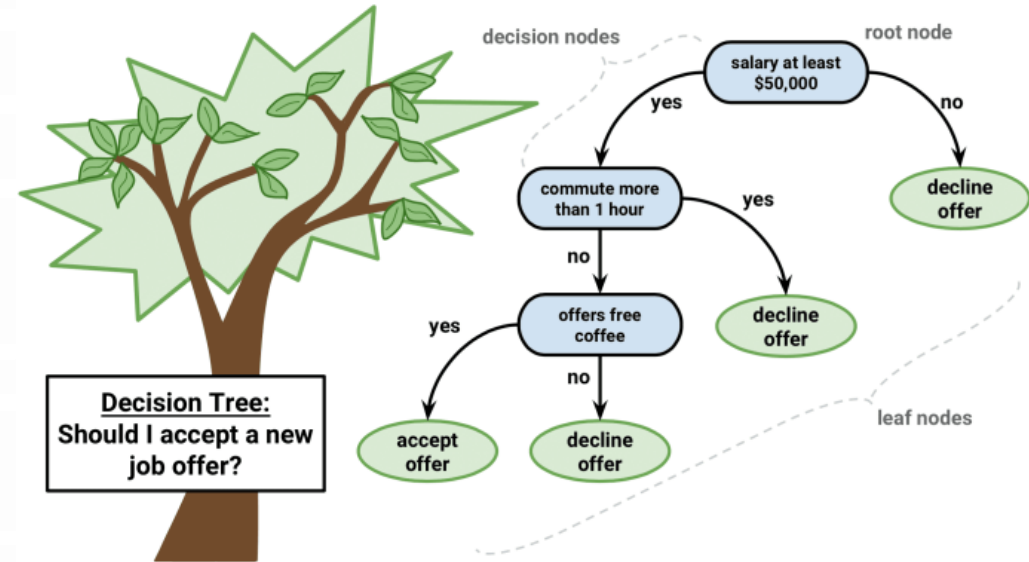 decision nodes
root node
salary at least
$50,000
yes
no
commute more
than 1 hour
yes
decline
offer
no
offers free
coffee
decline
offer
yes
no
leaf nodes
accept
offer
decline
offer
Decision Tree:
Should I accept a new
job offer?